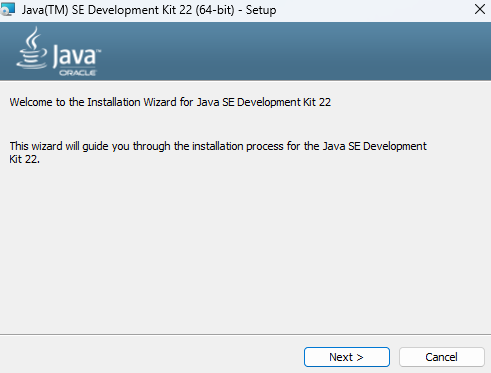 Java(TM) SE Development Kit 22 (64-bit) - Setup
Java™
ORACLE
Welcome to the Installation Wizard for Java SE Development Kit 22
This wizard will guide you through the installation process for the Java SE Development
Kit 22.
Next >
Cancel